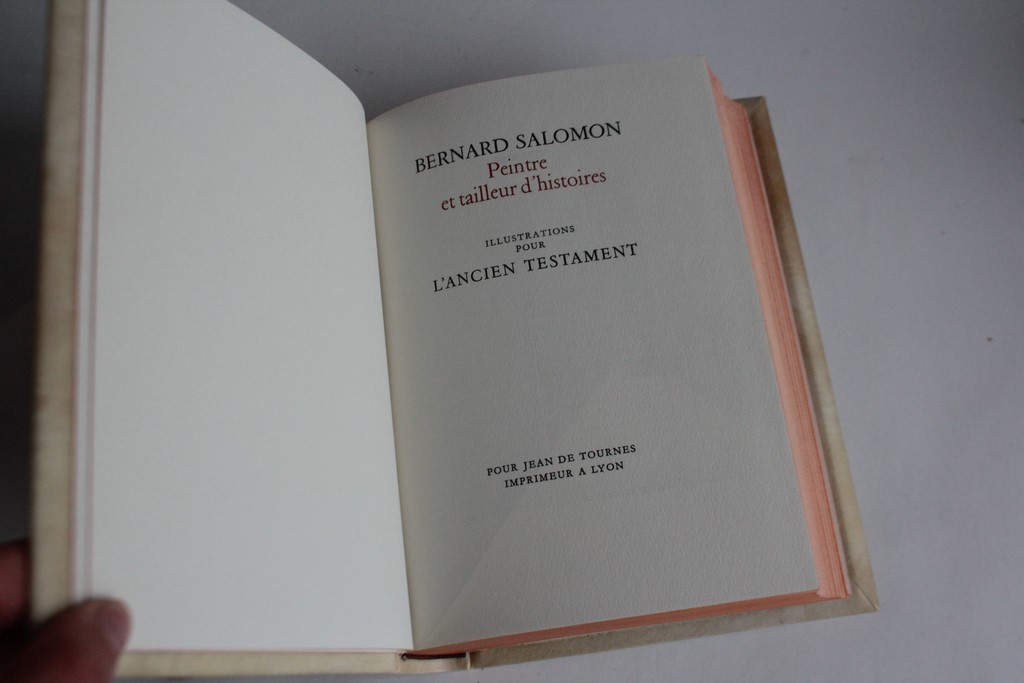 BERNARD SALOMON
Peintre
et tailleur d'histoires
ILLUSTRATIONS
POUR
L'ANCIEN TESTAMENT
POUR JEAN DE TOURNES
IMPRIMEUR A LYON